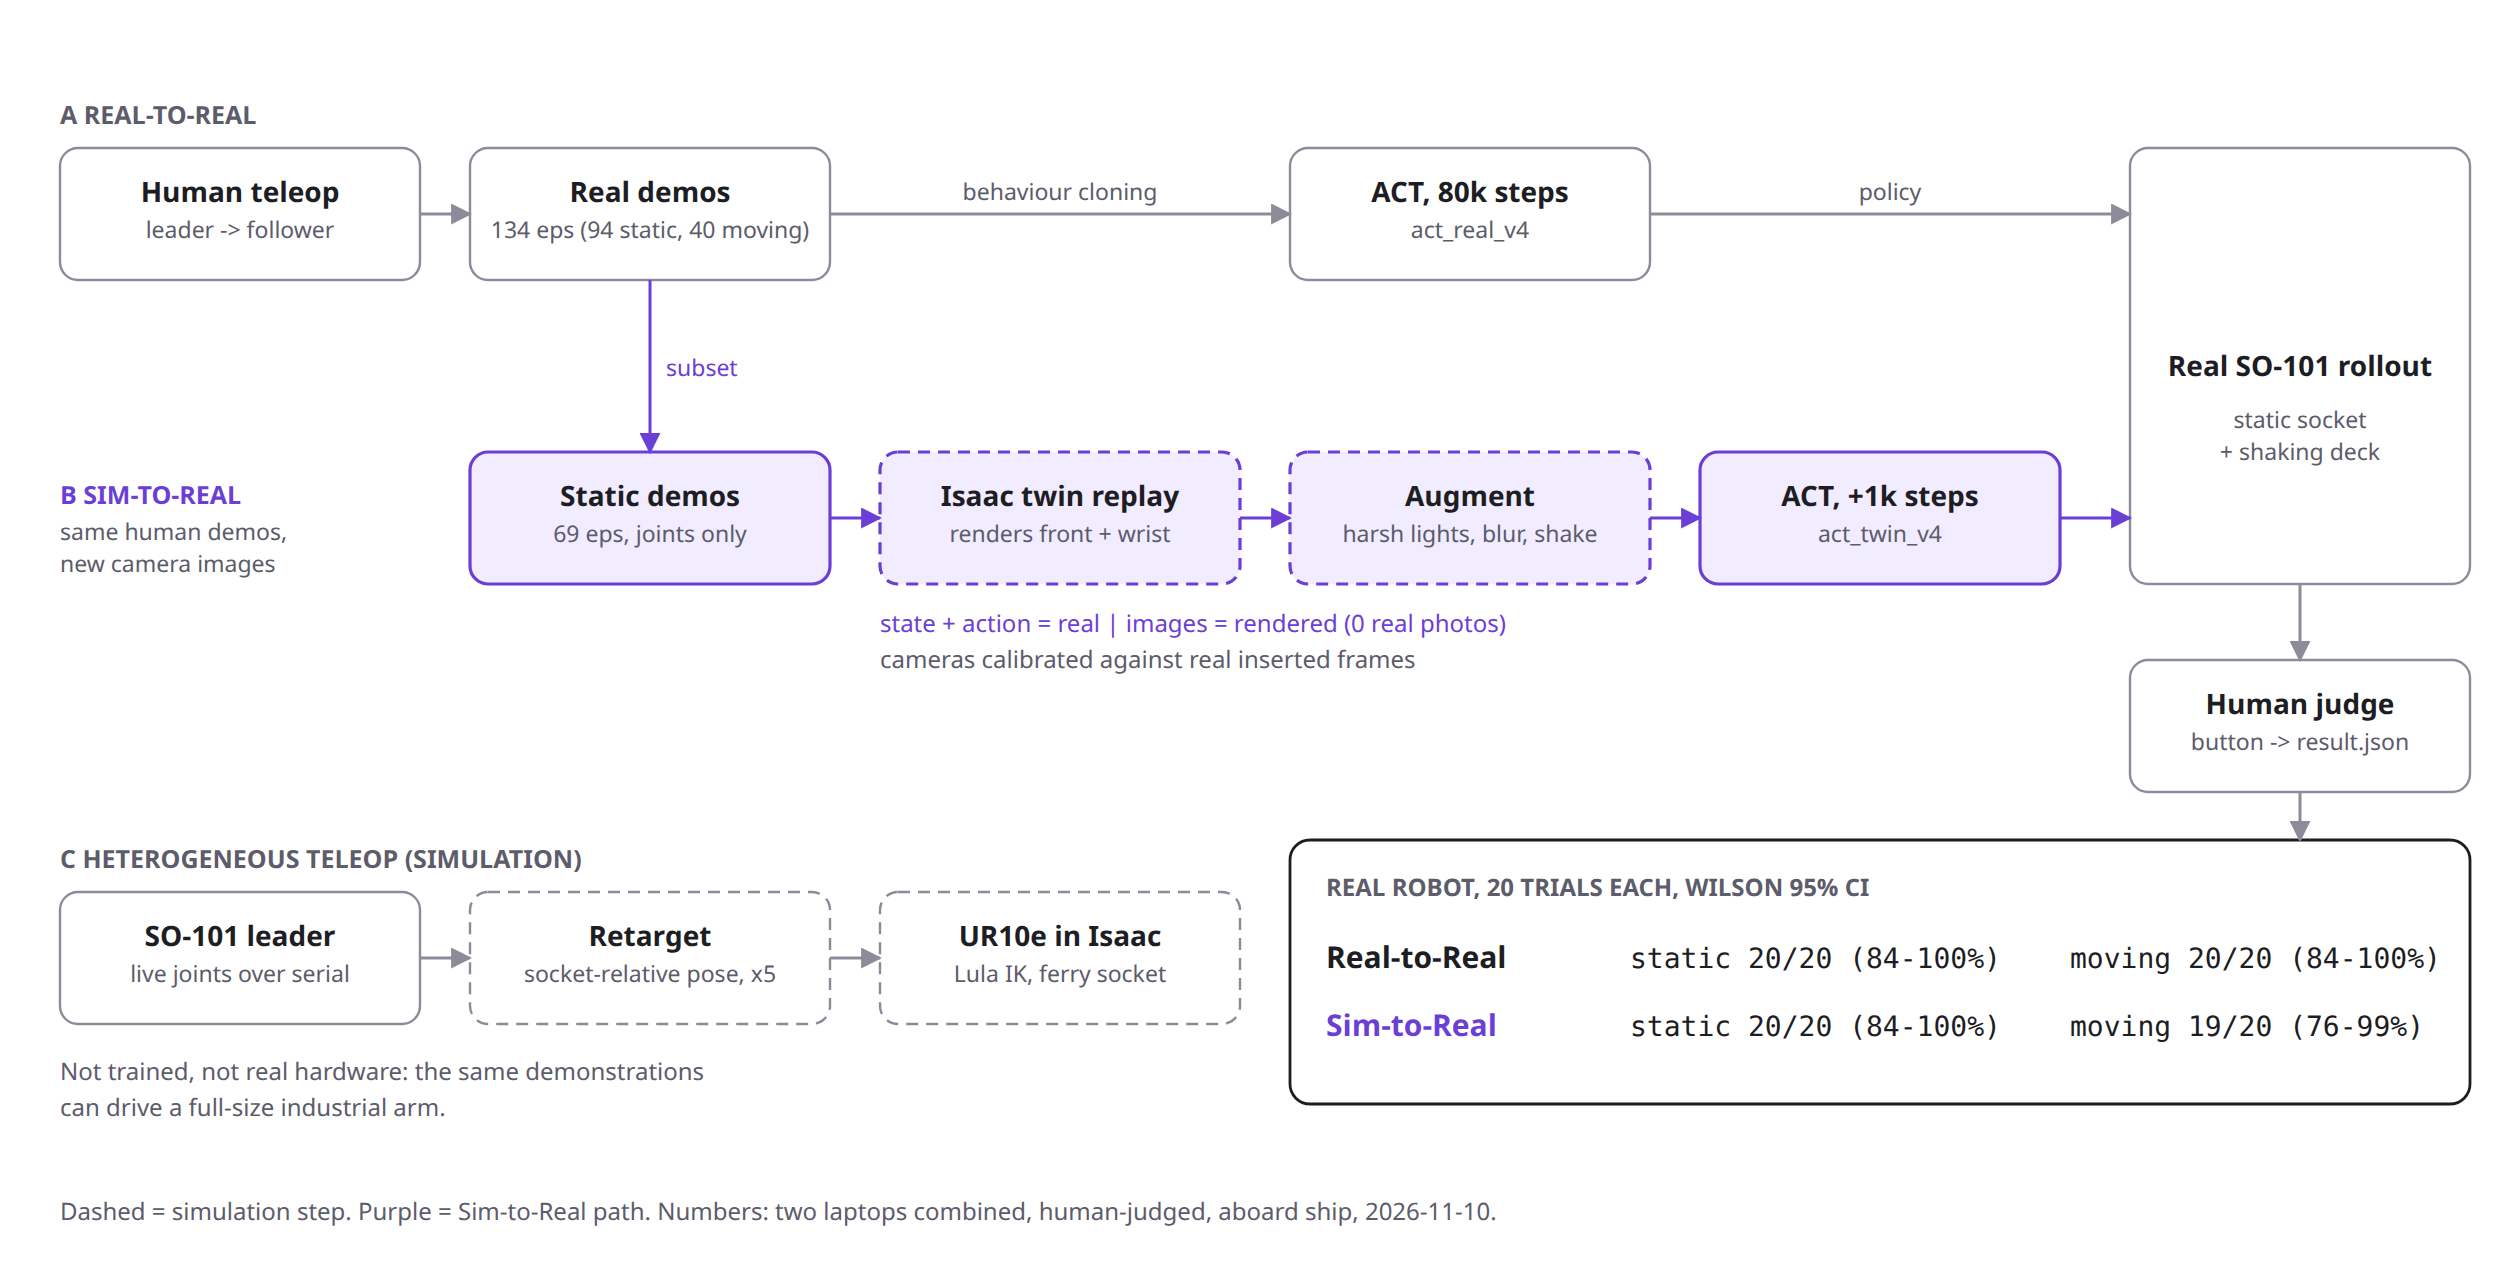 A REAL-TO-REAL
Human teleop
leader -> follower
Real demos
134 eps (94 static, 40 moving)
behaviour cloning
ACT, 80k steps
act_real_v4
policy
Real SO-101 rollout
static socket
+ shaking deck
subset
B SIM-TO-REAL
same human demos,
new camera images
Static demos
69 eps, joints only
Isaac twin replay
renders front + wrist
Augment
harsh lights, blur, shake
ACT, +1k steps
act_twin_v4
state + action = real | images = rendered (0 real photos)
cameras calibrated against real inserted frames
Human judge
button -> result.json
C HETEROGENEOUS TELEOP (SIMULATION)
SO-101 leader
live joints over serial
Retarget
socket-relative pose, x5
UR10e in Isaac
Lula IK, ferry socket
Not trained, not real hardware: the same demonstrations
can drive a full-size industrial arm.
REAL ROBOT, 20 TRIALS EACH, WILSON 95% CI
Real-to-Real static 20/20 (84-100%) moving 20/20 (84-100%)
Sim-to-Real static 20/20 (84-100%) moving 19/20 (76-99%)
Dashed = simulation step. Purple = Sim-to-Real path. Numbers: two laptops combined, human-judged, aboard ship, 2026-11-10.